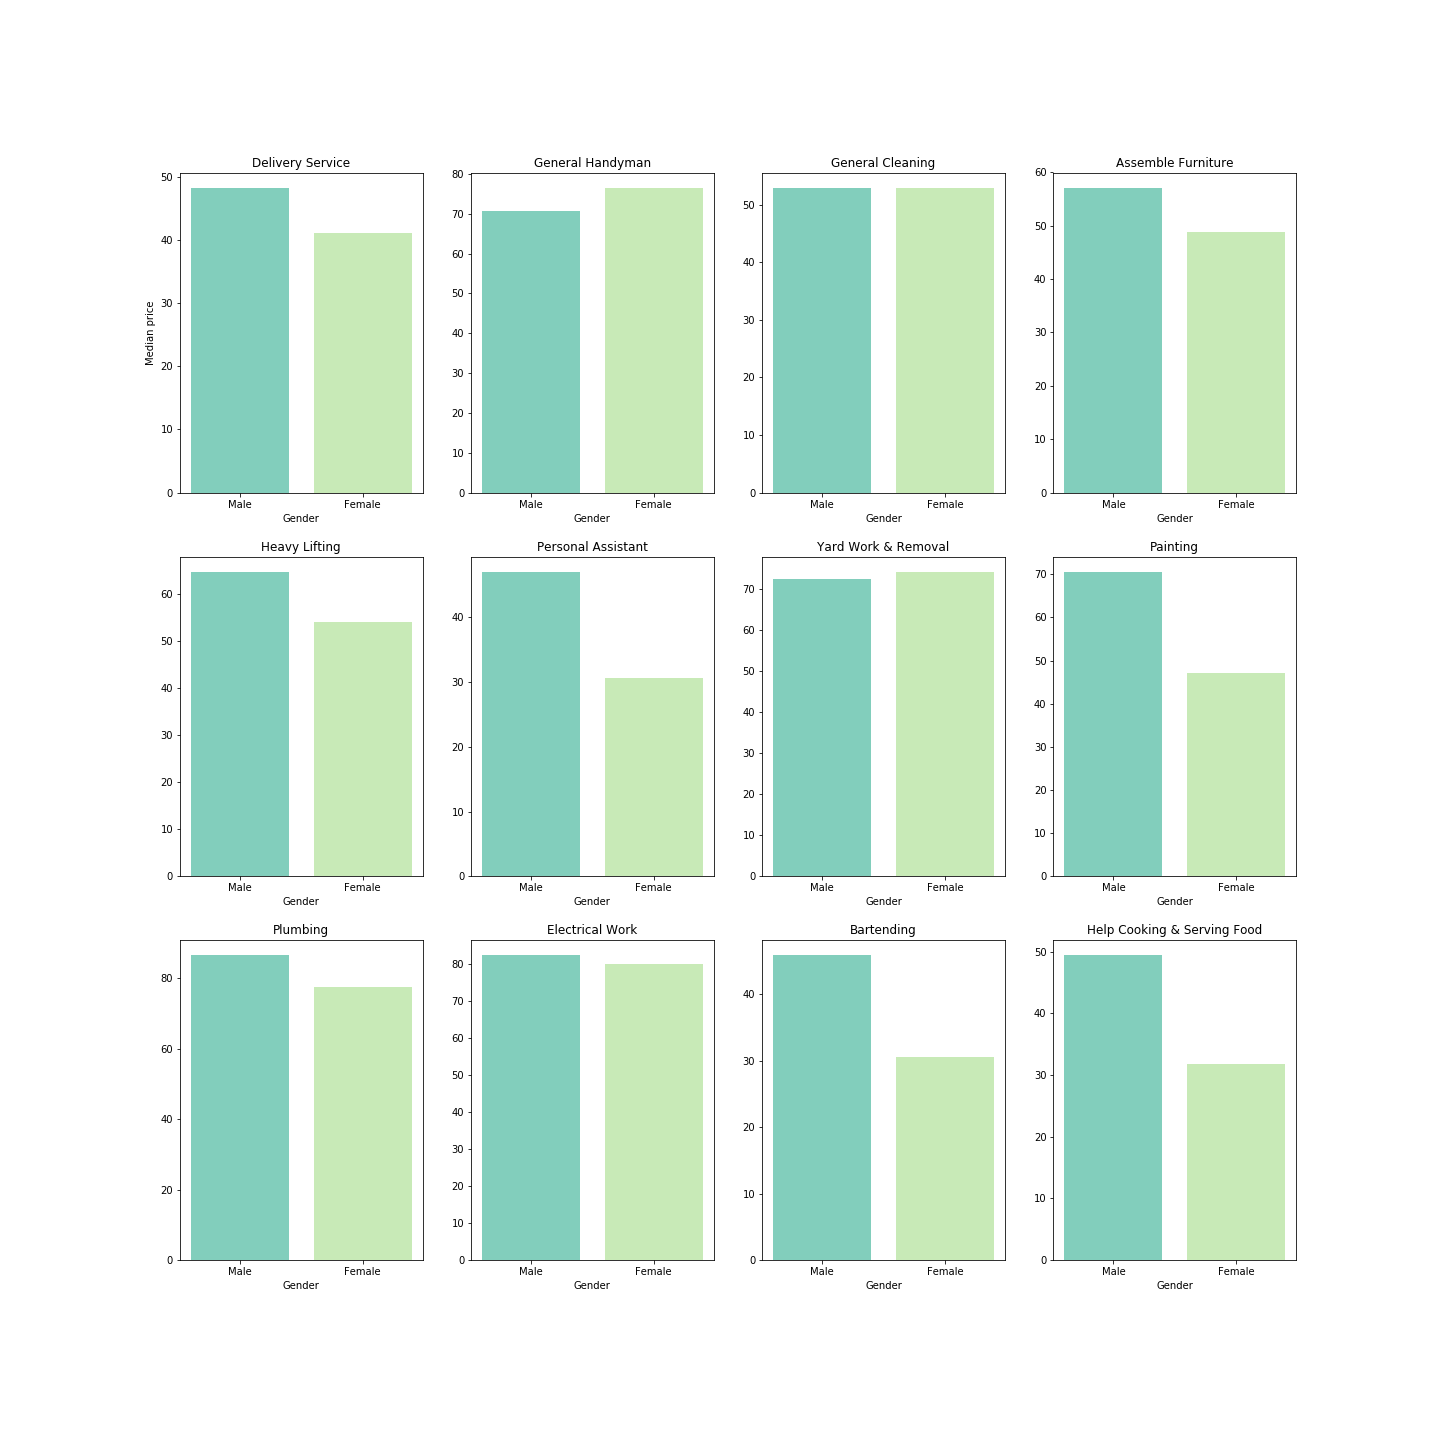 Delivery Service
General Handyman
General Cleaning
Assemble Furniture
Median price
50
40
30
20
10
0
Male
Female
Gender
80
70
60
50
40
30
20
10
0
Male
Female
Gender
50
40
30
20
10
0
Male
Female
Gender
60
50
40
30
20
10
0
Male
Female
Gender
Heavy Lifting
Personal Assistant
Yard Work & Removal
Painting
60
50
40
30
20
10
0
Male
Female
Gender
40
30
20
10
0
Male
Female
Gender
70
60
50
40
30
20
10
0
Male
Female
Gender
70
60
50
40
30
20
10
0
Male
Female
Gender
Plumbing
Electrical Work
Bartending
Help Cooking & Serving Food
80
60
40
20
0
Male
Female
Gender
80
70
60
50
40
30
20
10
0
Male
Female
Gender
40
30
20
10
0
Male
Female
Gender
50
40
30
20
10
0
Male
Female
Gender